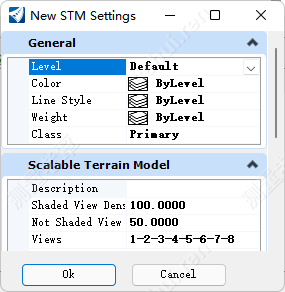 New STM Settings
General
Level Default
Color ByLevel
Line Style ByLevel
Weight ByLevel
Class Primary
Scalable Terrain Model
Description
Shaded View Dens 100.0000
Not Shaded View 50.0000
Views 1-2-3-4-5-6-7-8
Ok Cancel